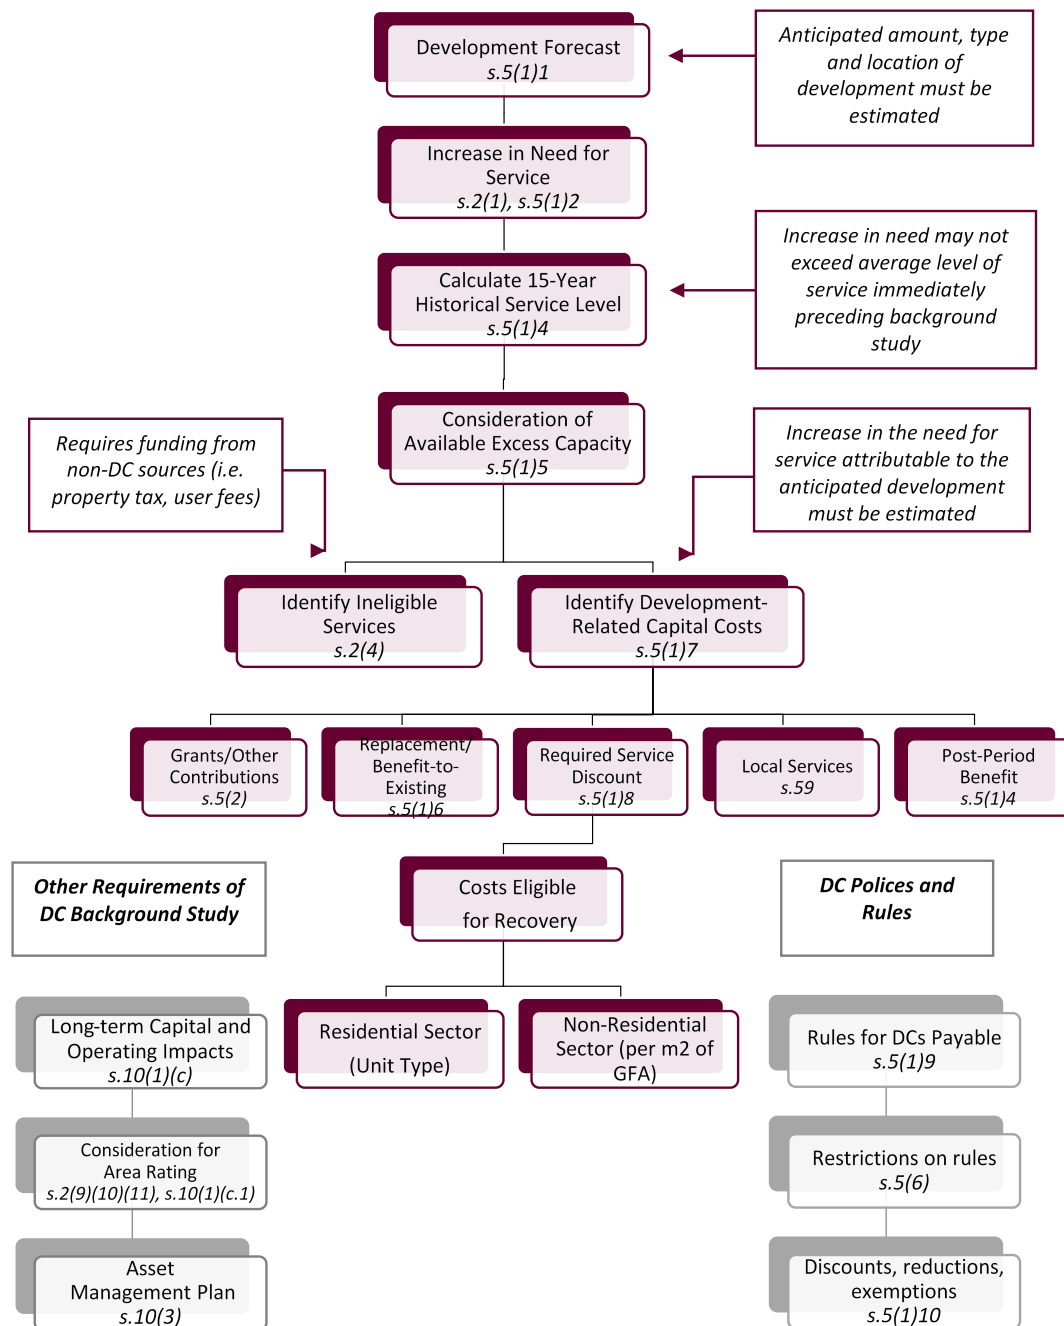 Development Forecast
s.5(1)1
Anticipated amount, type
and location of
development must be
estimated
Increase in Need for
Service
s.2(1), s.5(1)2
Calculate 15-Year
Historical Service Level
s.5(1)4
Increase in need may not
exceed average level of
service immediately
preceding background
study
Consideration of
Available Excess Capacity
s.5(1)5
Requires funding from
non-DC sources (i.e.
property tax, user fees)
Increase in the need for
service attributable to the
anticipated development
must be estimated
Identify Ineligible
Services
s.2(4)
Identify Development-
Related Capital Costs
s.5(1)7
Grants/Other
Contributions
s.5(2)
Replacement/
Benefit-to-
Existing
s.5(1)6
Required Service
Discount
s.5(1)8
Local Services
s.59
Post-Period
Benefit
s.5(1)4
Costs Eligible
for Recovery
Residential Sector
(Unit Type)
Non-Residential
Sector (per m2 of
GFA)
Other Requirements of
DC Background Study
Long-term Capital and
Operating Impacts
s.10(1)(c)
Consideration for
Area Rating
s.2(9)(10)(11), s.10(1)(c.1)
Asset
Management Plan
s.10(3)
DC Polices and
Rules
Rules for DCs Payable
s.5(1)9
Restrictions on rules
s.5(6)
Discounts, reductions,
exemptions
s.5(1)10